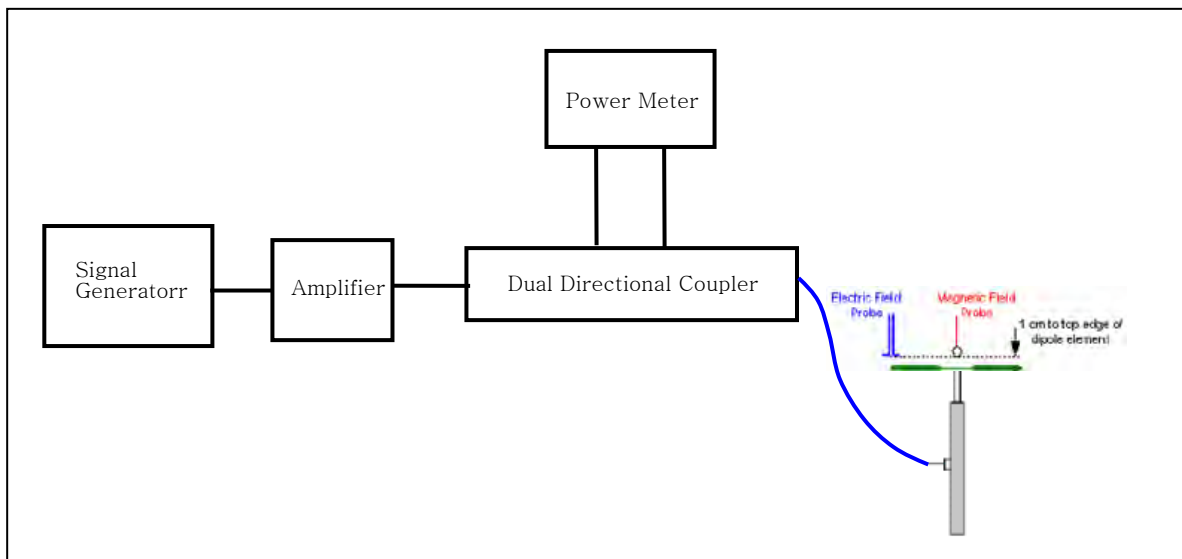 Power Meter
Signal
Generatorr
Amplifier
Dual Directional Coupler
Electric Field
Probe
Magnetic Field
Probe
1 cm to top edge of
dipole element